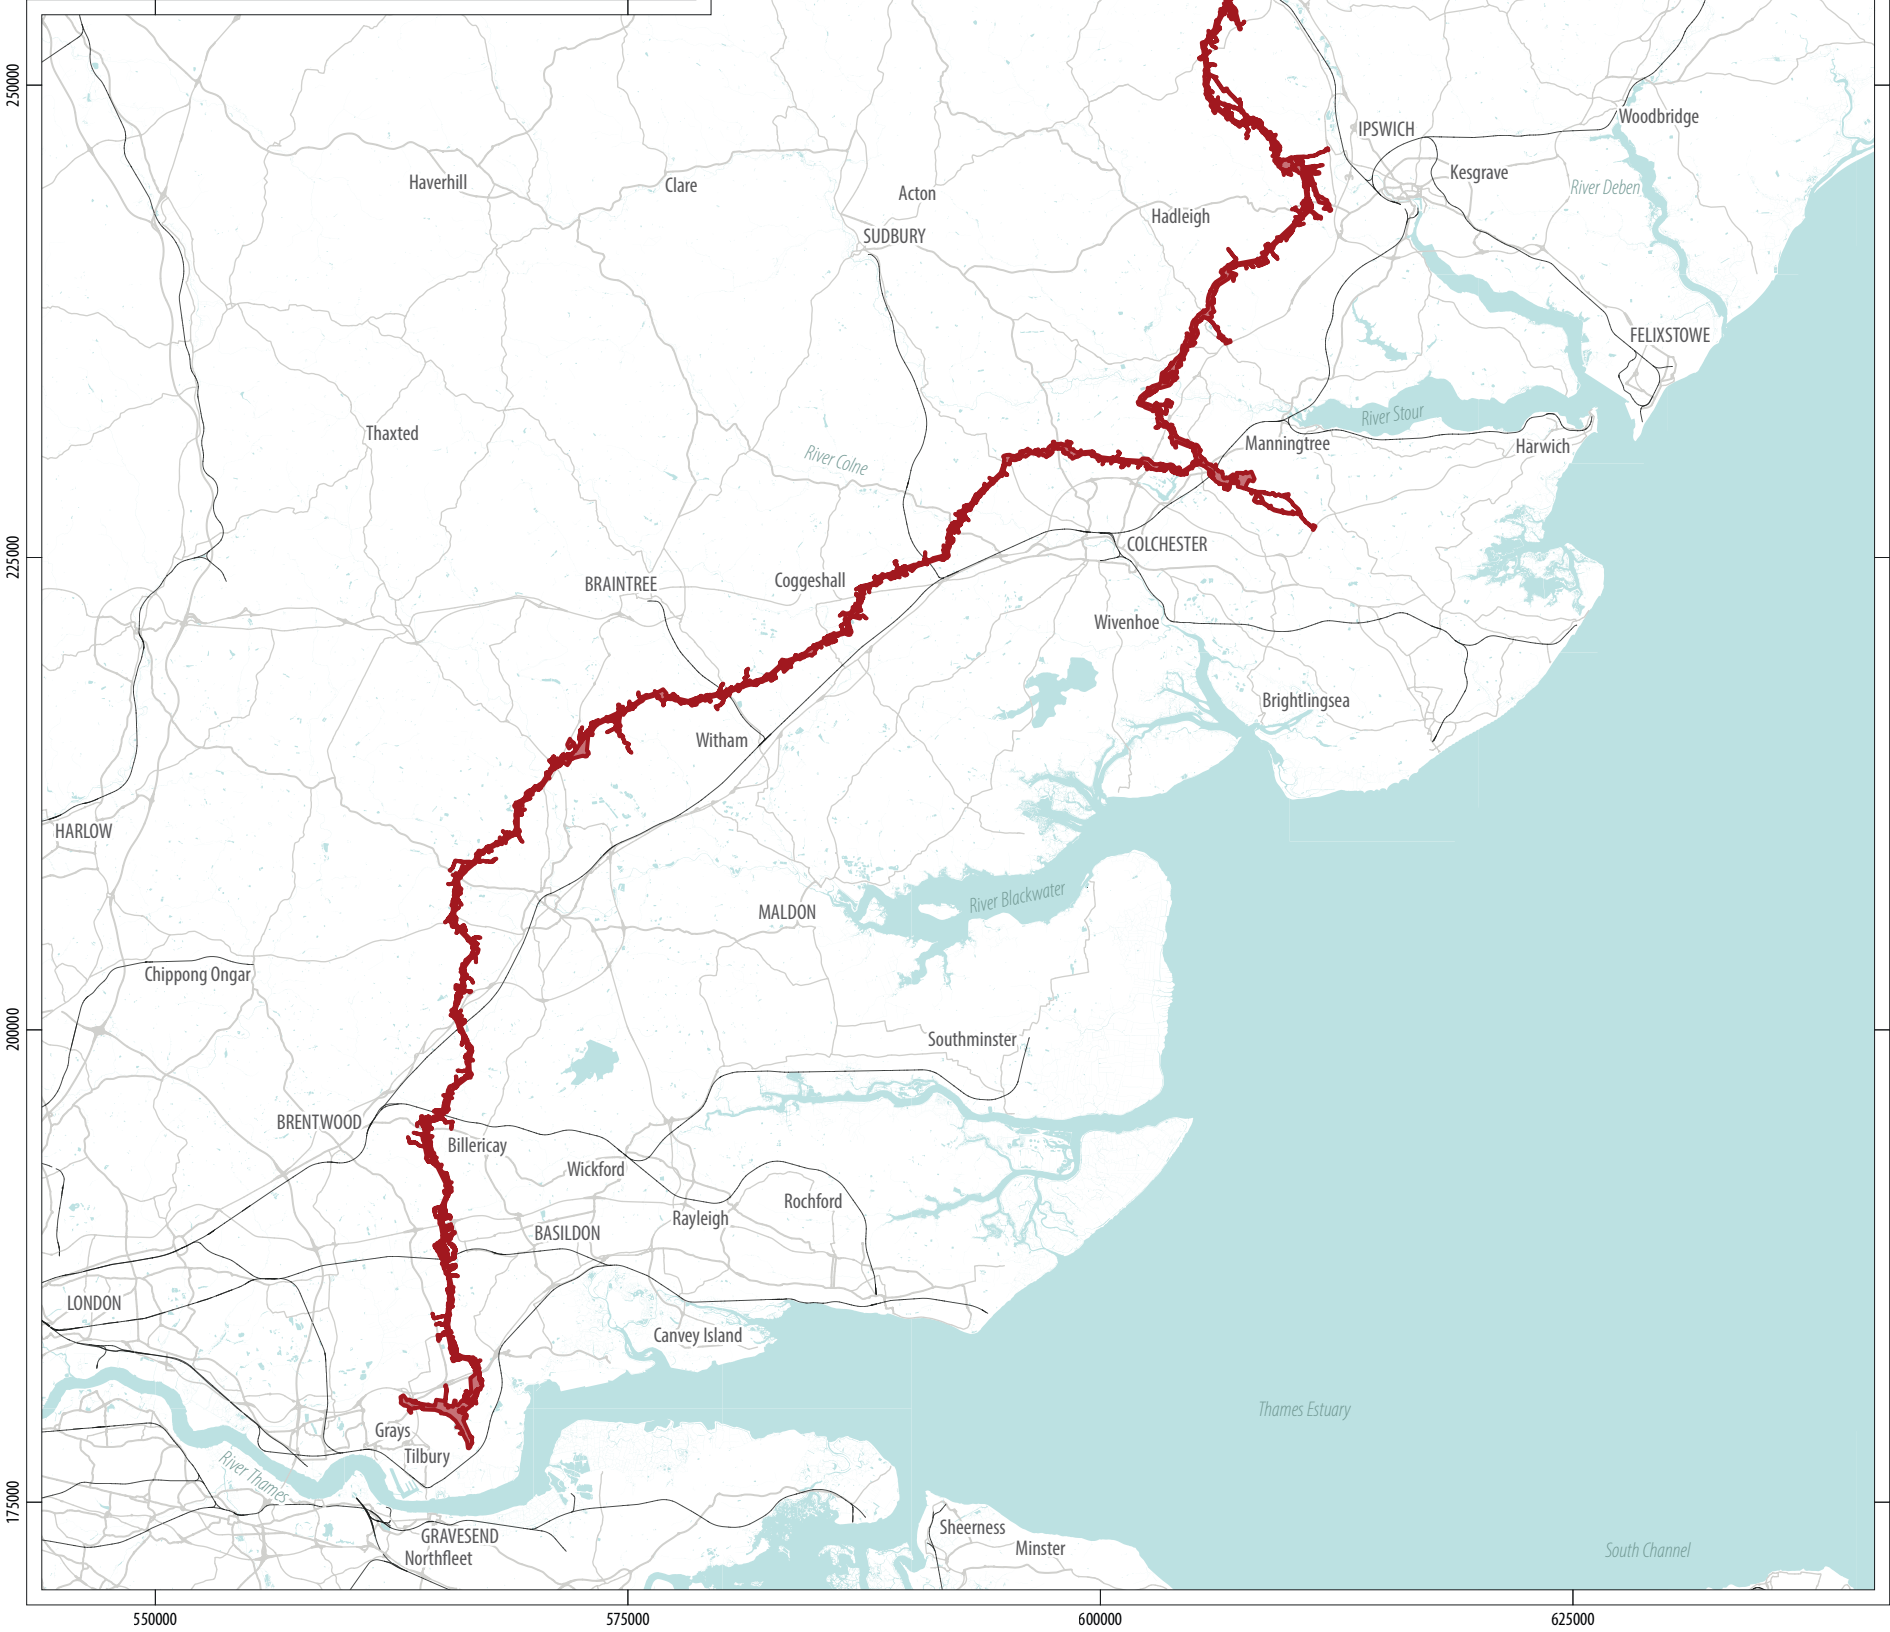 250000
IPSWICH
Woodbridge
Kesgrave
Haverhill
Clare
Acton
River Deben
Hadleigh
SUDBURY
FELIXSTOWE
River Stour
Thaxted
Manningtree
Harwich
River Colne
225000
COLCHESTER
BRAINTREE
Coggeshall
Wivenhoe
Brightlingsea
Witham
HARLOW
River Blackwater
MALDON
Chippong Ongar
200000
Southminster
BRENTWOOD
Billericay
Wickford
Rochford
Rayleigh
BASILDON
LONDON
Canvey Island
Thames Estuary
Grays
Tilbury
River Thames
175000
GRAVESEND
Northfleet
Sheerness
Minster
South Channel
550000
575000
600000
625000